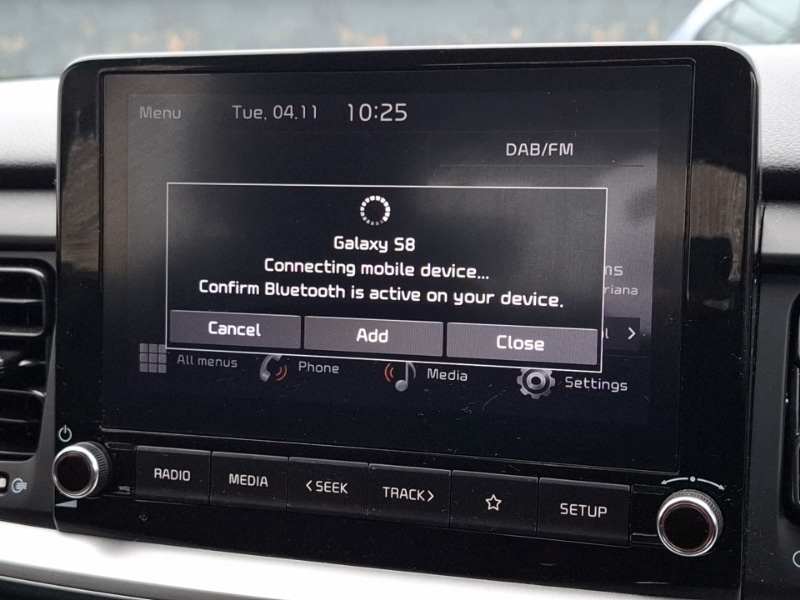 Menu Tue, 04.11 10:25
DAB/FM
Galaxy S8
Connecting mobile device...
Confirm Bluetooth is active on your device.
Cancel Add Close
All menus Phone Media Settings
RADIO MEDIA <SEEK TRACK> SETUP